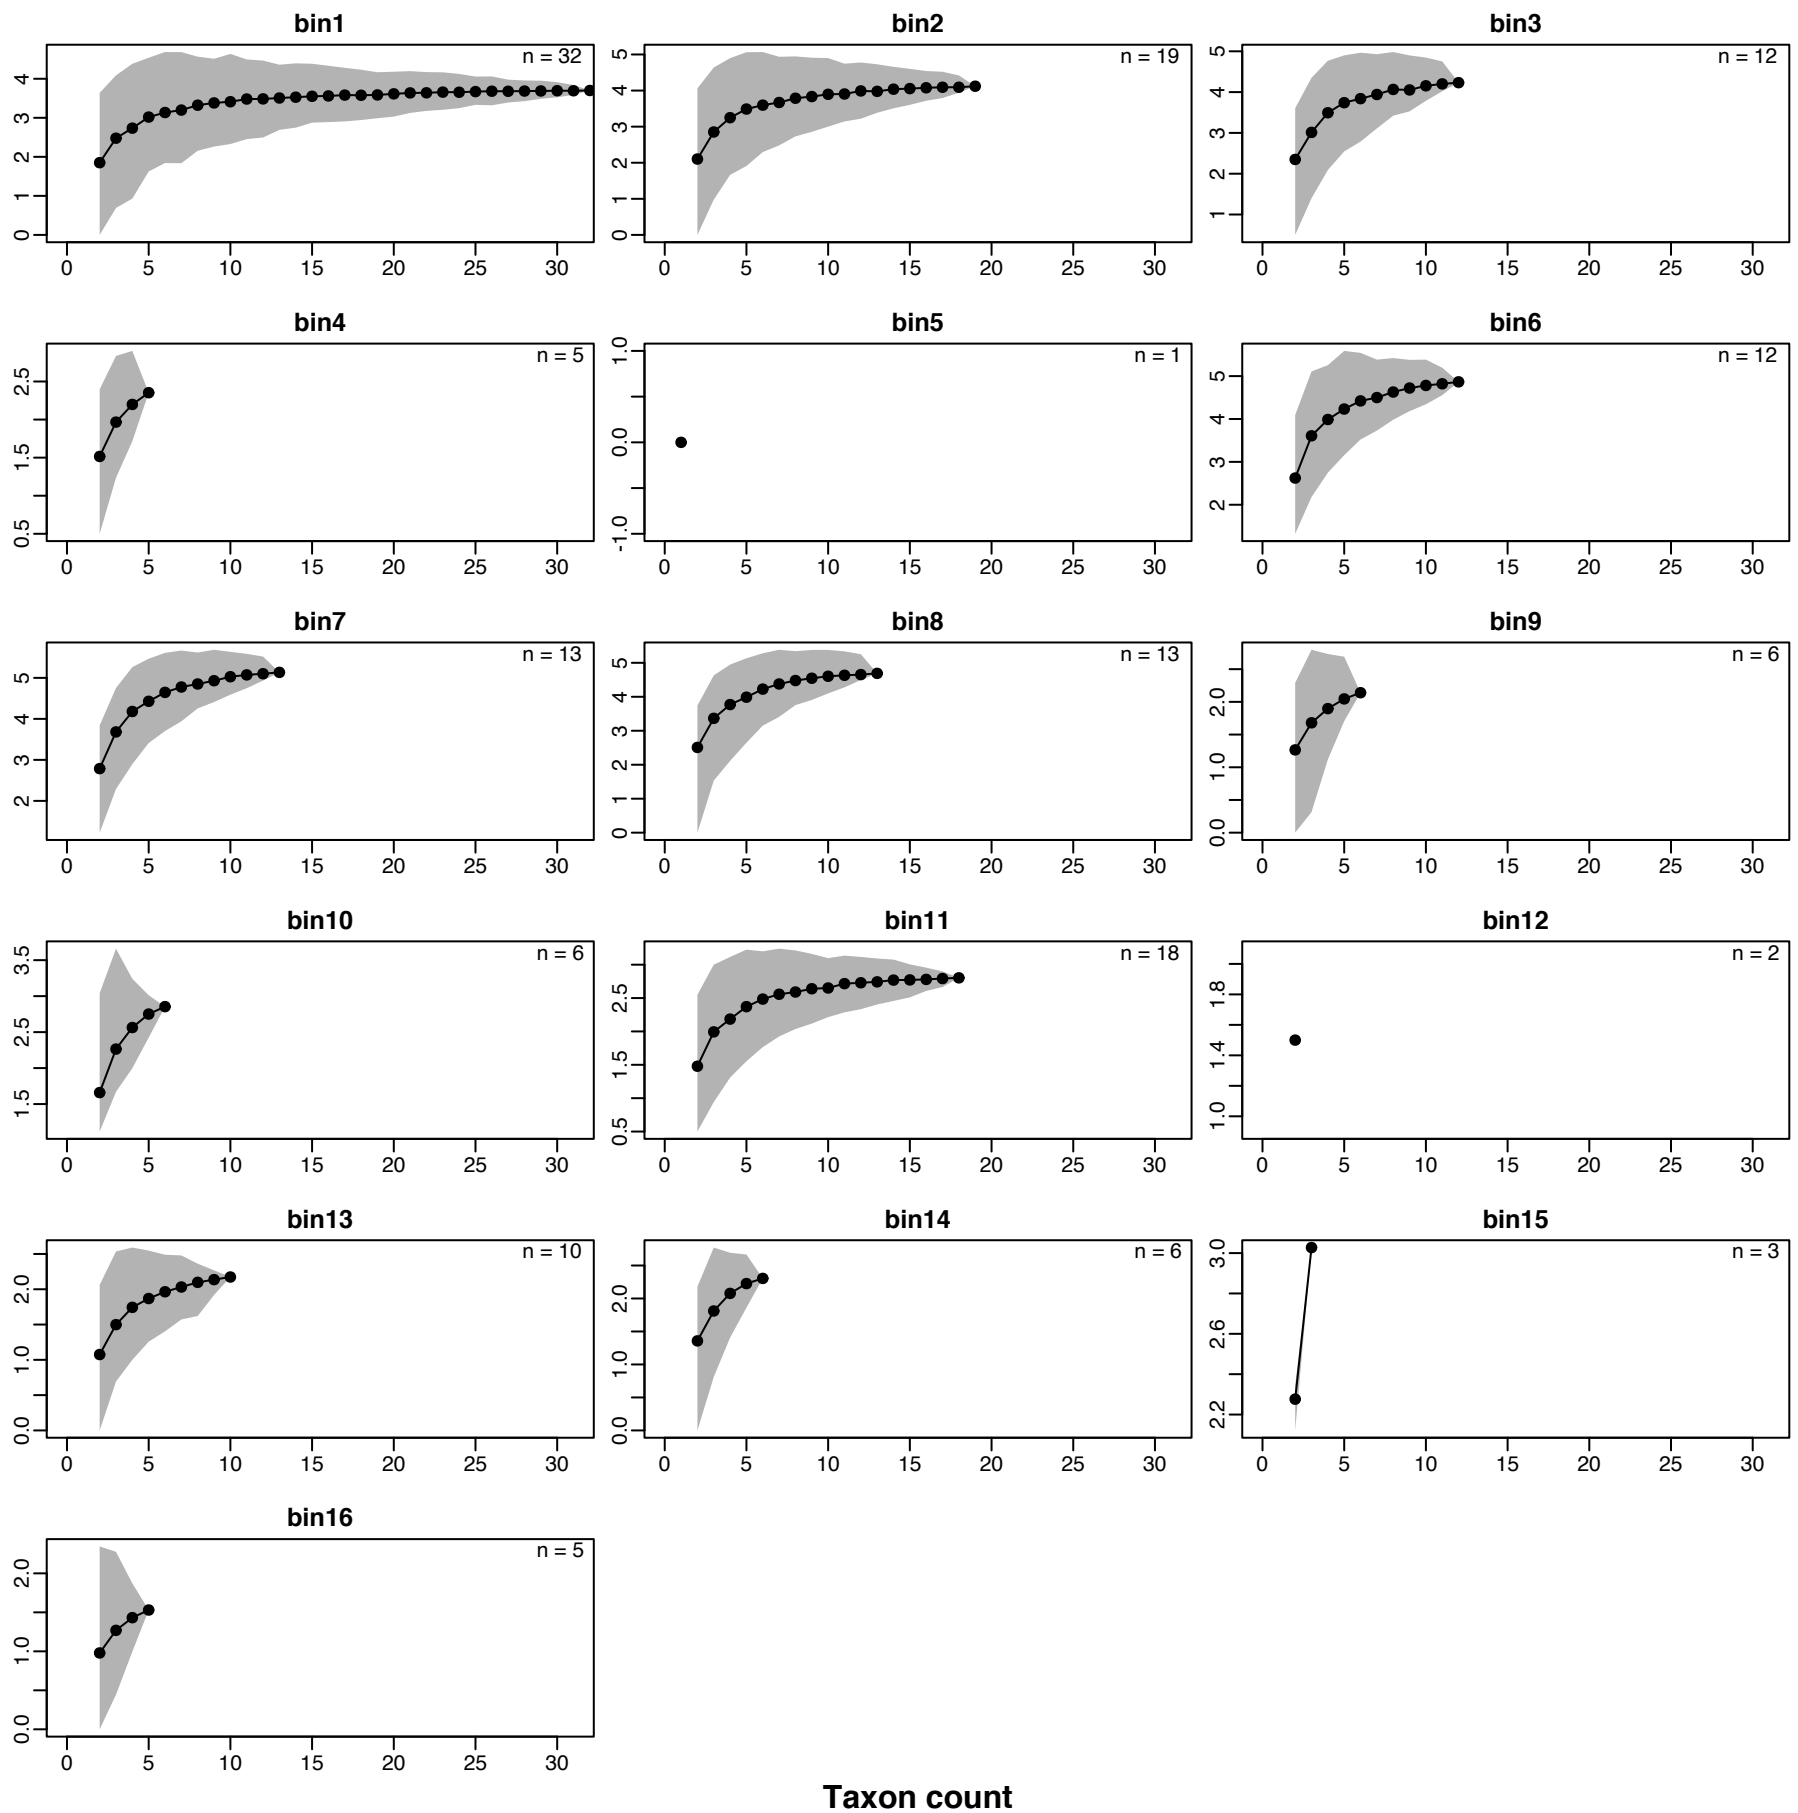 bin1 bin2 bin3
n = 32 n = 19 n = 12
0 1 2 3 4 0 1 2 3 4 5 1 2 3 4 5
0 5 10 15 20 25 30 0 5 10 15 20 25 30 0 5 10 15 20 25 30
bin4 bin5 bin6
n = 5 n = 1 n = 12
0.5 1.5 2.5 -1.0 0.0 1.0 2 3 4 5
0 5 10 15 20 25 30 0 5 10 15 20 25 30 0 5 10 15 20 25 30
bin7 bin8 bin9
n = 13 n = 13 n = 6
2 3 4 5 0 1 2 3 4 5 0.0 1.0 2.0
0 5 10 15 20 25 30 0 5 10 15 20 25 30 0 5 10 15 20 25 30
bin10 bin11 bin12
n = 6 n = 18 n = 2
1.5 2.5 3.5 0.5 1.5 2.5 1.0 1.4 1.8
0 5 10 15 20 25 30 0 5 10 15 20 25 30 0 5 10 15 20 25 30
bin13 bin14 bin15
n = 10 n = 6 n = 3
0.0 1.0 2.0 0.0 1.0 2.0 2.2 2.6 3.0
0 5 10 15 20 25 30 0 5 10 15 20 25 30 0 5 10 15 20 25 30
bin16
n = 5
0.0 1.0 2.0
0 5 10 15 20 25 30
Taxon count